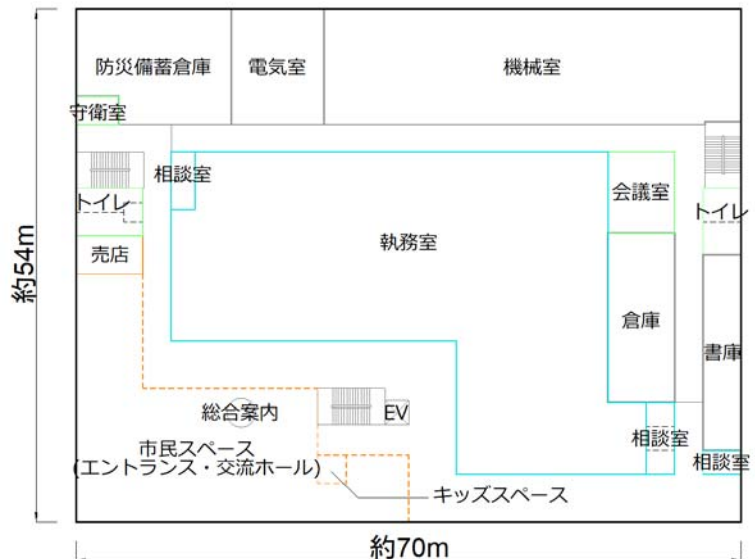 防災備蓄倉庫
電気室
機械室
守衛室
相談室
会議室
トイレ
トイレ
執務室
売店
約54m
倉庫
書庫
総合案内
EV
相談室
市民スペース
(エントランス・交流ホール)
相談室
キッズスペース
約70m